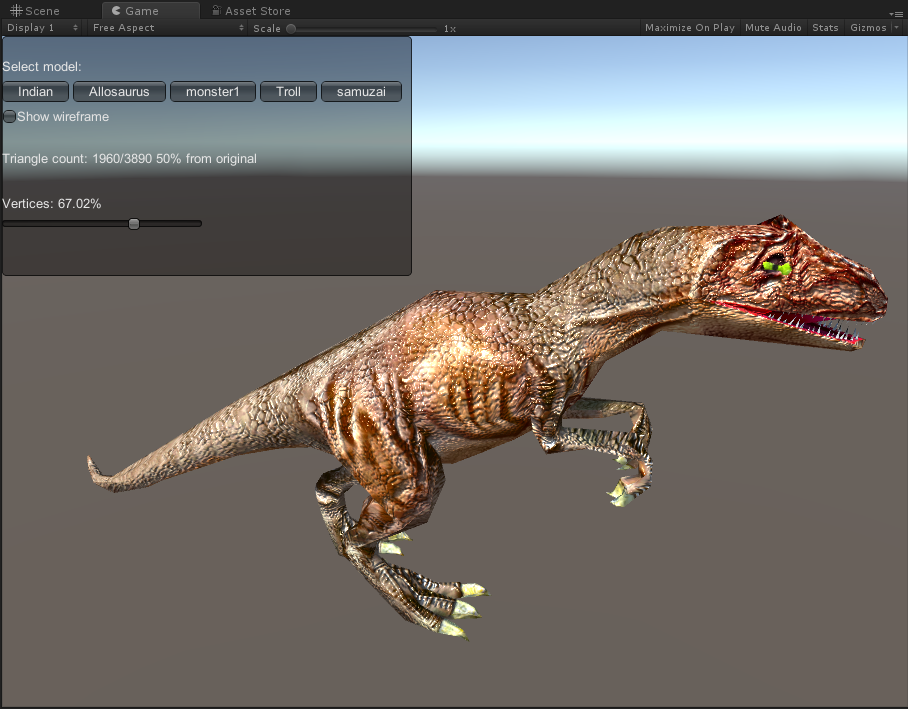 Scene Game Asset Store
Display 1 Free Aspect Scale 1x Maximize On Play Mute Audio Stats Gizmos
Select model:
Indian Allosaurus monster1 Troll samuzai
Show wireframe
Triangle count: 1960/3890 50% from original
Vertices: 67.02%